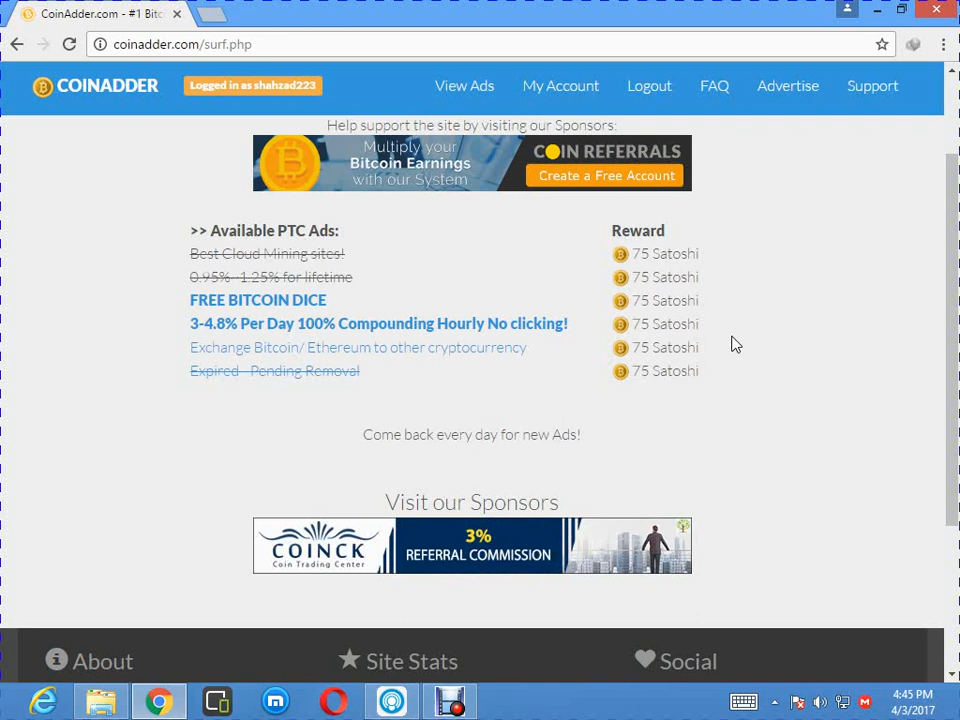 CoinAdder.com - #1 Bitc
coinadder.com/surf.php
COINADDER
Logged in as shahzad223
View Ads
My Account
Logout
FAQ
Advertise
Support
Help support the site by visiting our Sponsors:
Multiply your
Bitcoin Earnings
with our System
COIN REFERRALS
Create a Free Account
>> Available PTC Ads: Reward
Best Cloud Mining sites! 75 Satoshi
0.95%--1.25% for lifetime 75 Satoshi
FREE BITCOIN DICE 75 Satoshi
3-4.8% Per Day 100% Compounding Hourly No clicking! 75 Satoshi
Exchange Bitcoin/ Ethereum to other cryptocurrency 75 Satoshi
Expired - Pending Removal 75 Satoshi
Come back every day for new Ads!
Visit our Sponsors
COINCK
Coin Trading Center
3%
REFERRAL COMMISSION
About
Site Stats
Social
4:45 PM
4/3/2017